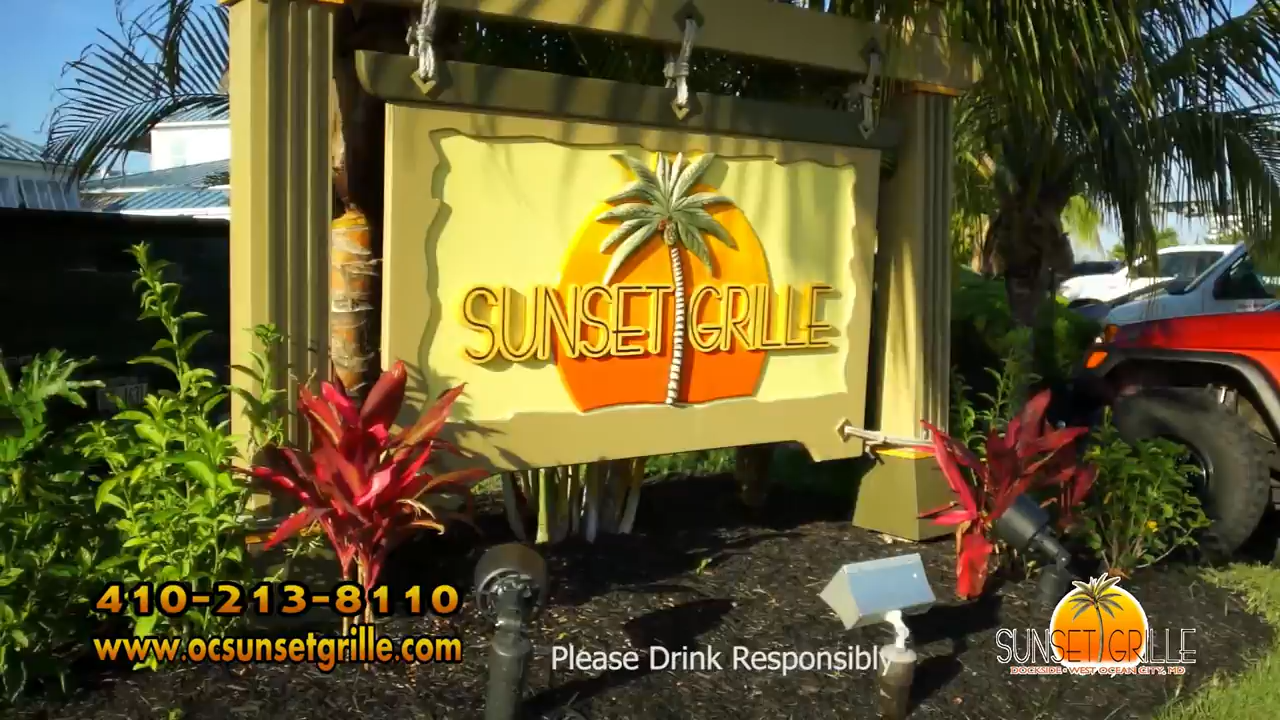 SUNSET GRILLE
410-213-8110
www.ocsunsetgrille.com
Please Drink Responsibly
SUNSET GRILLE
DOCKSIDE • WEST OCEAN CITY, MD